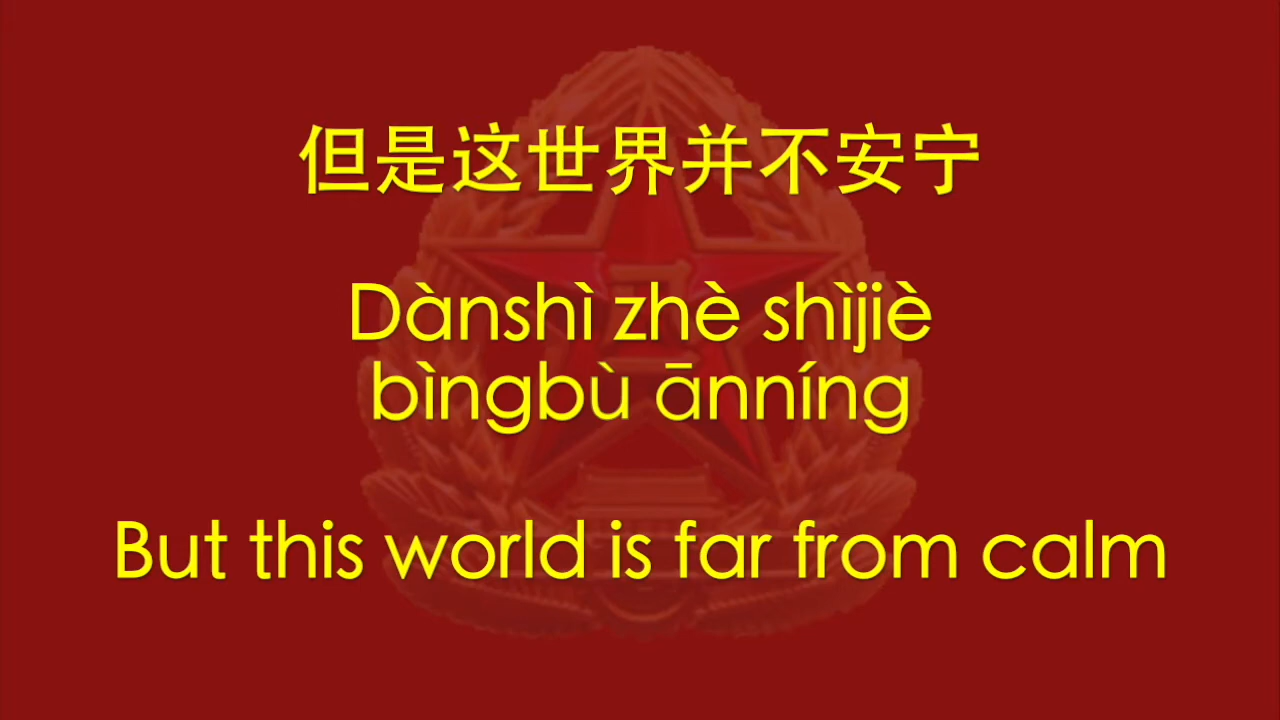 但是这世界并不安宁
Dànshì zhè shìjiè
bìngbù ānníng
But this world is far from calm